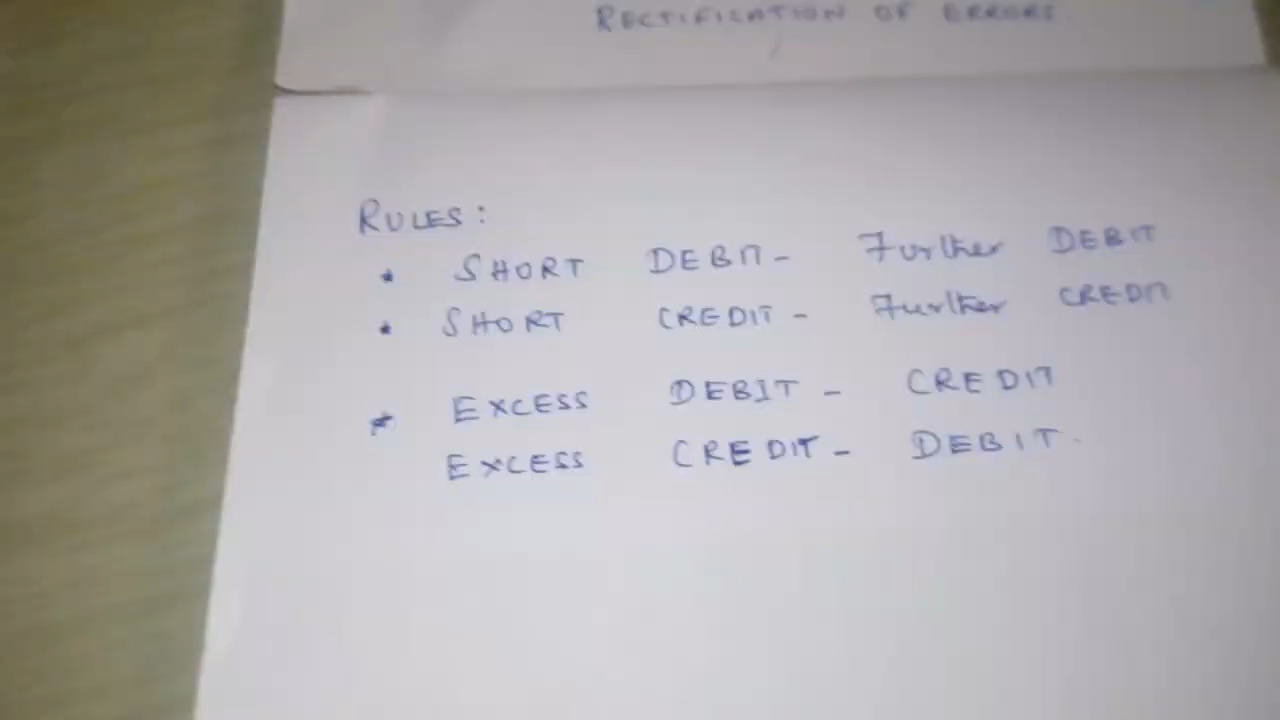 RECTIFICATION OF ERRORS
RULES:
• SHORT DEBIT - Further DEBIT
• SHORT CREDIT - Further CREDIT
* EXCESS DEBIT - CREDIT
EXCESS CREDIT - DEBIT.